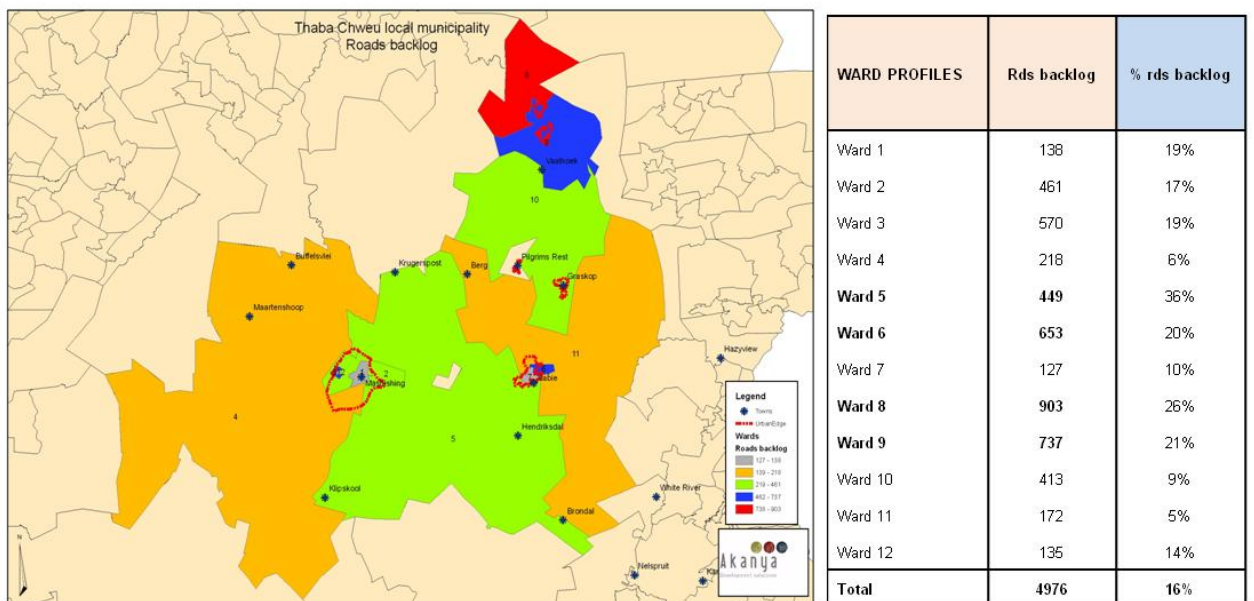 Thaba Chweu local municipality
Roads backlog
8
Vaalhoek
10
Buffelsvlei
Krugerspost
Berg
Pilgrims Rest
Graskop
Maartenshoop
Hazyview
11
2
4
5
Hendriksdal
Klipskool
White River
Brondal
Nelspruit
N
Legend
Towns
UrbanEdge
Wards
Roads backlog
127 - 138
139 - 218
219 - 461
462 - 737
738 - 903
Akanya
WARD PROFILES Rds backlog % rds backlog
Ward 1 138 19%
Ward 2 461 17%
Ward 3 570 19%
Ward 4 218 6%
Ward 5 449 36%
Ward 6 653 20%
Ward 7 127 10%
Ward 8 903 26%
Ward 9 737 21%
Ward 10 413 9%
Ward 11 172 5%
Ward 12 135 14%
Total 4976 16%